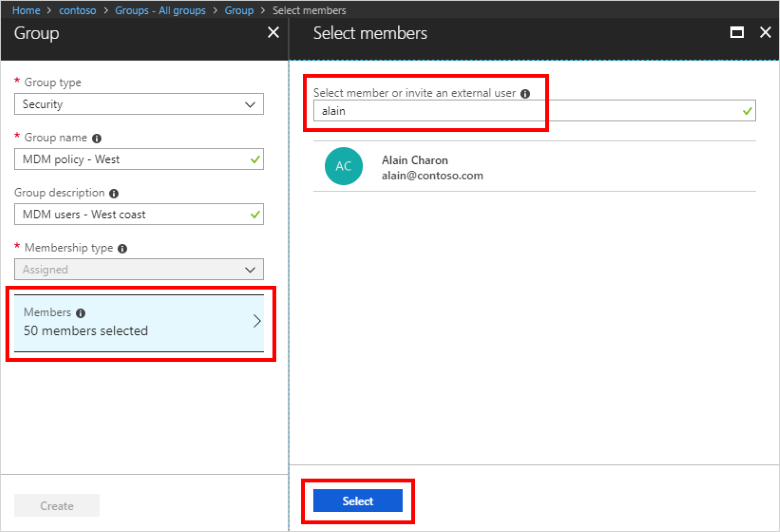 Home > contoso > Groups - All groups > Group > Select members
Group
* Group type
Security
* Group name
MDM policy - West
Group description
MDM users - West coast
* Membership type
Assigned
Members
50 members selected
Create
Select members
Select member or invite an external user
alain
AC
Alain Charon
alain@contoso.com
Select